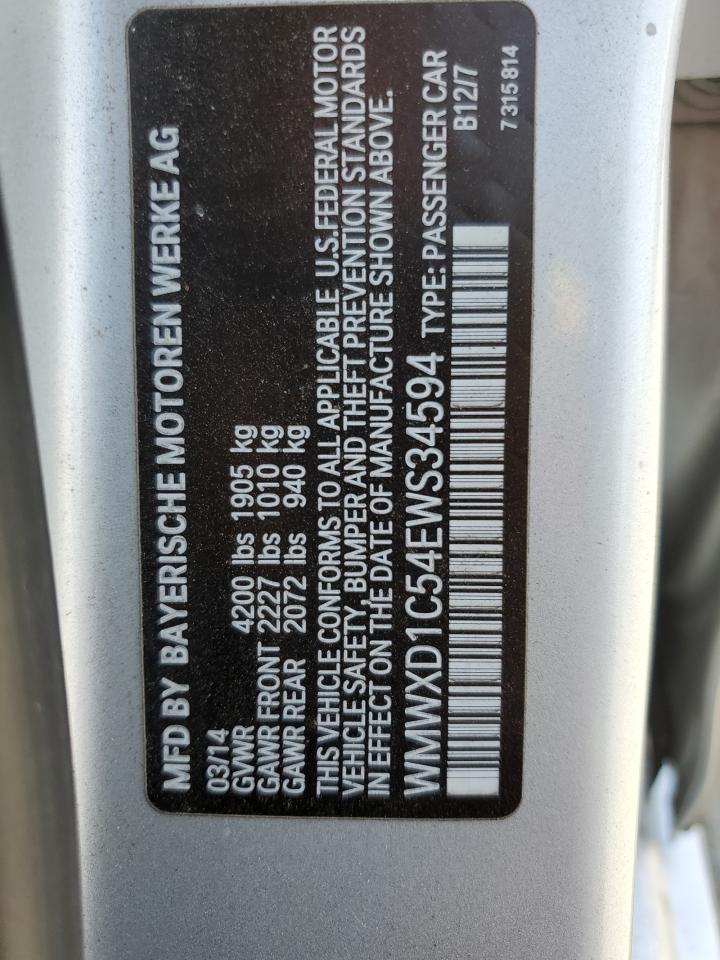 MFD BY BAYERISCHE MOTOREN WERKE AG
03/14
GVWR 4200 lbs 1905 kg
GAWR FRONT 2227 lbs 1010 kg
GAWR REAR 2072 lbs 940 kg
THIS VEHICLE CONFORMS TO ALL APPLICABLE U.S.FEDERAL MOTOR
VEHICLE SAFETY, BUMPER AND THEFT PREVENTION STANDARDS
IN EFFECT ON THE DATE OF MANUFACTURE SHOWN ABOVE.
WMWXD1C54EWS34594 TYPE: PASSENGER CAR
B12/7
7315814